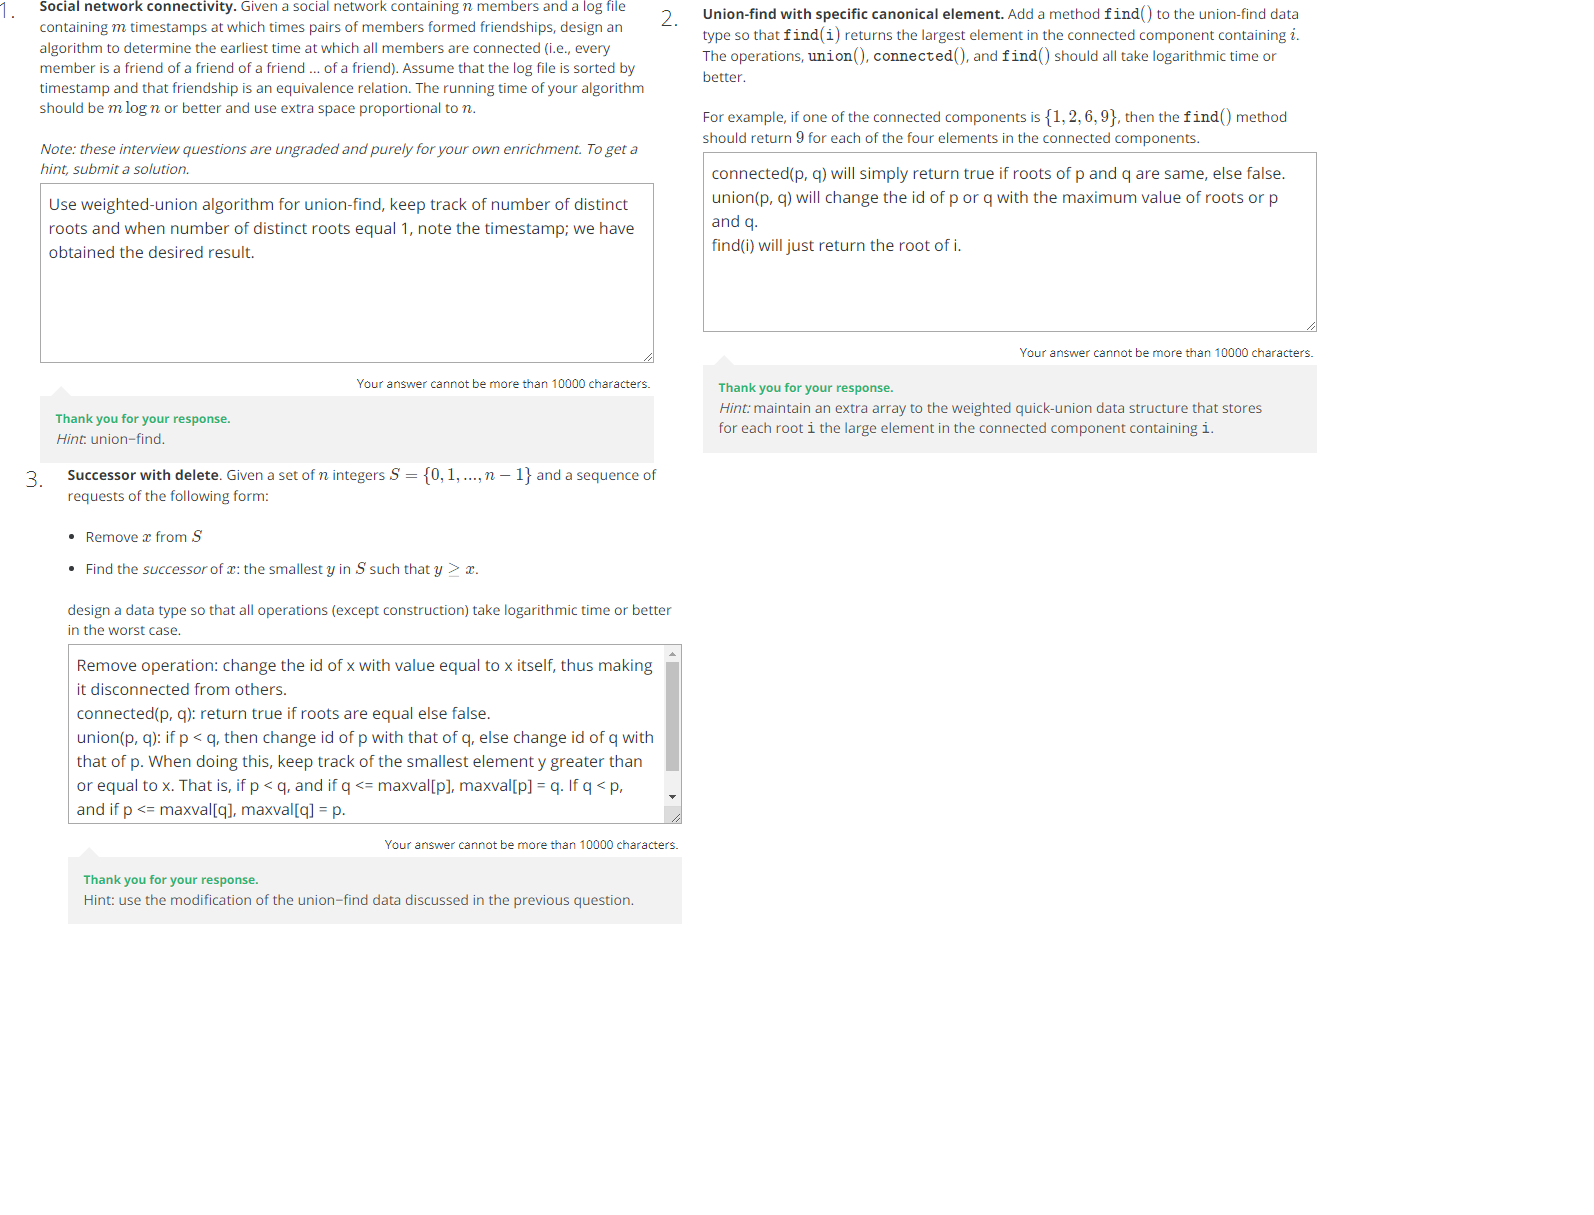 1.
Social network connectivity. Given a social network containing n members and a log file
containing m timestamps at which times pairs of members formed friendships, design an
algorithm to determine the earliest time at which all members are connected (i.e., every
member is a friend of a friend of a friend ... of a friend). Assume that the log file is sorted by
timestamp and that friendship is an equivalence relation. The running time of your algorithm
should be m log n or better and use extra space proportional to n.
Note: these interview questions are ungraded and purely for your own enrichment. To get a
hint, submit a solution.
Use weighted-union algorithm for union-find, keep track of number of distinct
roots and when number of distinct roots equal 1, note the timestamp; we have
obtained the desired result.
Your answer cannot be more than 10000 characters.
Thank you for your response.
Hint: union−find.
2.
Union-find with specific canonical element. Add a method find() to the union-find data
type so that find(i) returns the largest element in the connected component containing i.
The operations, union(), connected(), and find() should all take logarithmic time or
better.
For example, if one of the connected components is {1, 2, 6, 9}, then the find() method
should return 9 for each of the four elements in the connected components.
connected(p, q) will simply return true if roots of p and q are same, else false.
union(p, q) will change the id of p or q with the maximum value of roots or p
and q.
find(i) will just return the root of i.
Your answer cannot be more than 10000 characters.
Thank you for your response.
Hint: maintain an extra array to the weighted quick-union data structure that stores
for each root i the large element in the connected component containing i.
3.
Successor with delete. Given a set of n integers S = {0, 1, ..., n − 1} and a sequence of
requests of the following form:
• Remove x from S
• Find the successor of x: the smallest y in S such that y ≥ x.
design a data type so that all operations (except construction) take logarithmic time or better
in the worst case.
Remove operation: change the id of x with value equal to x itself, thus making
it disconnected from others.
connected(p, q): return true if roots are equal else false.
union(p, q): if p < q, then change id of p with that of q, else change id of q with
that of p. When doing this, keep track of the smallest element y greater than
or equal to x. That is, if p < q, and if q <= maxval[p], maxval[p] = q. If q < p,
and if p <= maxval[q], maxval[q] = p.
Your answer cannot be more than 10000 characters.
Thank you for your response.
Hint: use the modification of the union−find data discussed in the previous question.